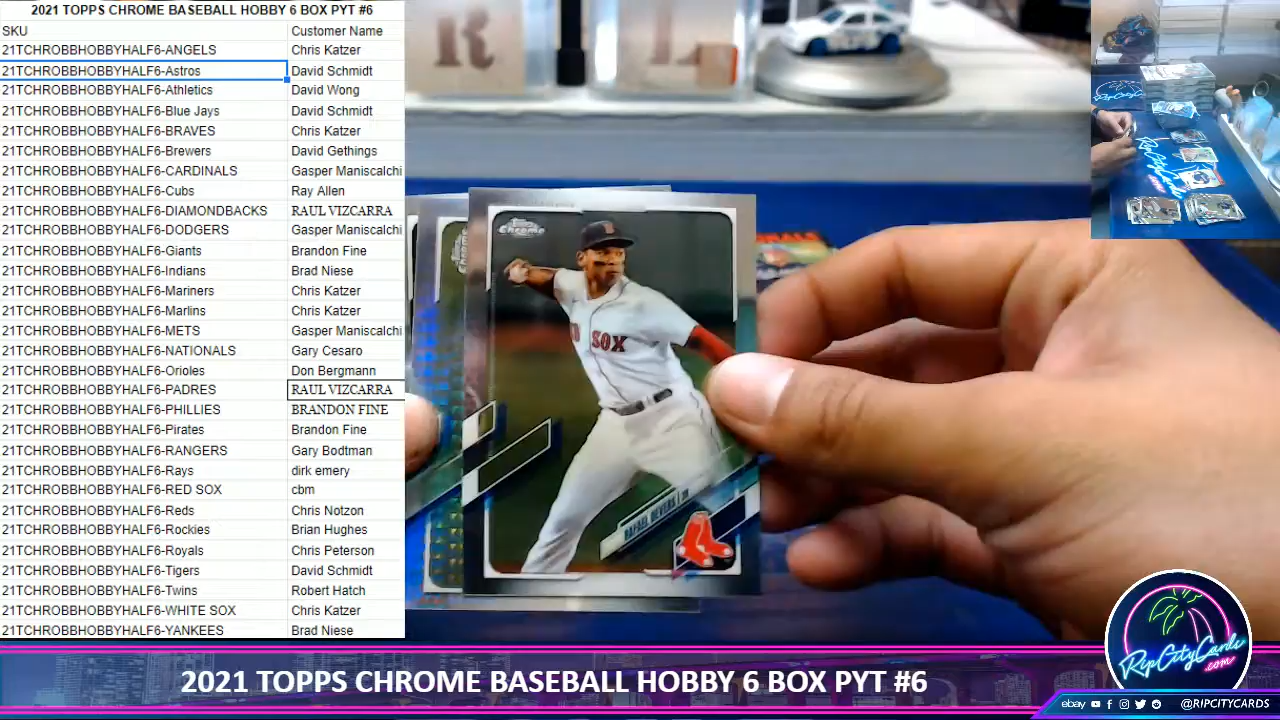 2021 TOPPS CHROME BASEBALL HOBBY 6 BOX PYT #6
SKU Customer Name
21TCHROBBHOBBYHALF6-ANGELS Chris Katzer
21TCHROBBHOBBYHALF6-Astros David Schmidt
21TCHROBBHOBBYHALF6-Athletics David Wong
21TCHROBBHOBBYHALF6-Blue Jays David Schmidt
21TCHROBBHOBBYHALF6-BRAVES Chris Katzer
21TCHROBBHOBBYHALF6-Brewers David Gethings
21TCHROBBHOBBYHALF6-CARDINALS Gasper Maniscalchi
21TCHROBBHOBBYHALF6-Cubs Ray Allen
21TCHROBBHOBBYHALF6-DIAMONDBACKS RAUL VIZCARRA
21TCHROBBHOBBYHALF6-DODGERS Gasper Maniscalchi
21TCHROBBHOBBYHALF6-Giants Brandon Fine
21TCHROBBHOBBYHALF6-Indians Brad Niese
21TCHROBBHOBBYHALF6-Mariners Chris Katzer
21TCHROBBHOBBYHALF6-Marlins Chris Katzer
21TCHROBBHOBBYHALF6-METS Gasper Maniscalchi
21TCHROBBHOBBYHALF6-NATIONALS Gary Cesaro
21TCHROBBHOBBYHALF6-Orioles Don Bergmann
21TCHROBBHOBBYHALF6-PADRES RAUL VIZCARRA
21TCHROBBHOBBYHALF6-PHILLIES BRANDON FINE
21TCHROBBHOBBYHALF6-Pirates Brandon Fine
21TCHROBBHOBBYHALF6-RANGERS Gary Bodtman
21TCHROBBHOBBYHALF6-Rays dirk emery
21TCHROBBHOBBYHALF6-RED SOX cbm
21TCHROBBHOBBYHALF6-Reds Chris Notzon
21TCHROBBHOBBYHALF6-Rockies Brian Hughes
21TCHROBBHOBBYHALF6-Royals Chris Peterson
21TCHROBBHOBBYHALF6-Tigers David Schmidt
21TCHROBBHOBBYHALF6-Twins Robert Hatch
21TCHROBBHOBBYHALF6-WHITE SOX Chris Katzer
21TCHROBBHOBBYHALF6-YANKEES Brad Niese
R L
Topps Chrome
RED SOX
RAFAEL DEVERS
RipCityCards.com
2021 TOPPS CHROME BASEBALL HOBBY 6 BOX PYT #6
ebay @RIPCITYCARDS